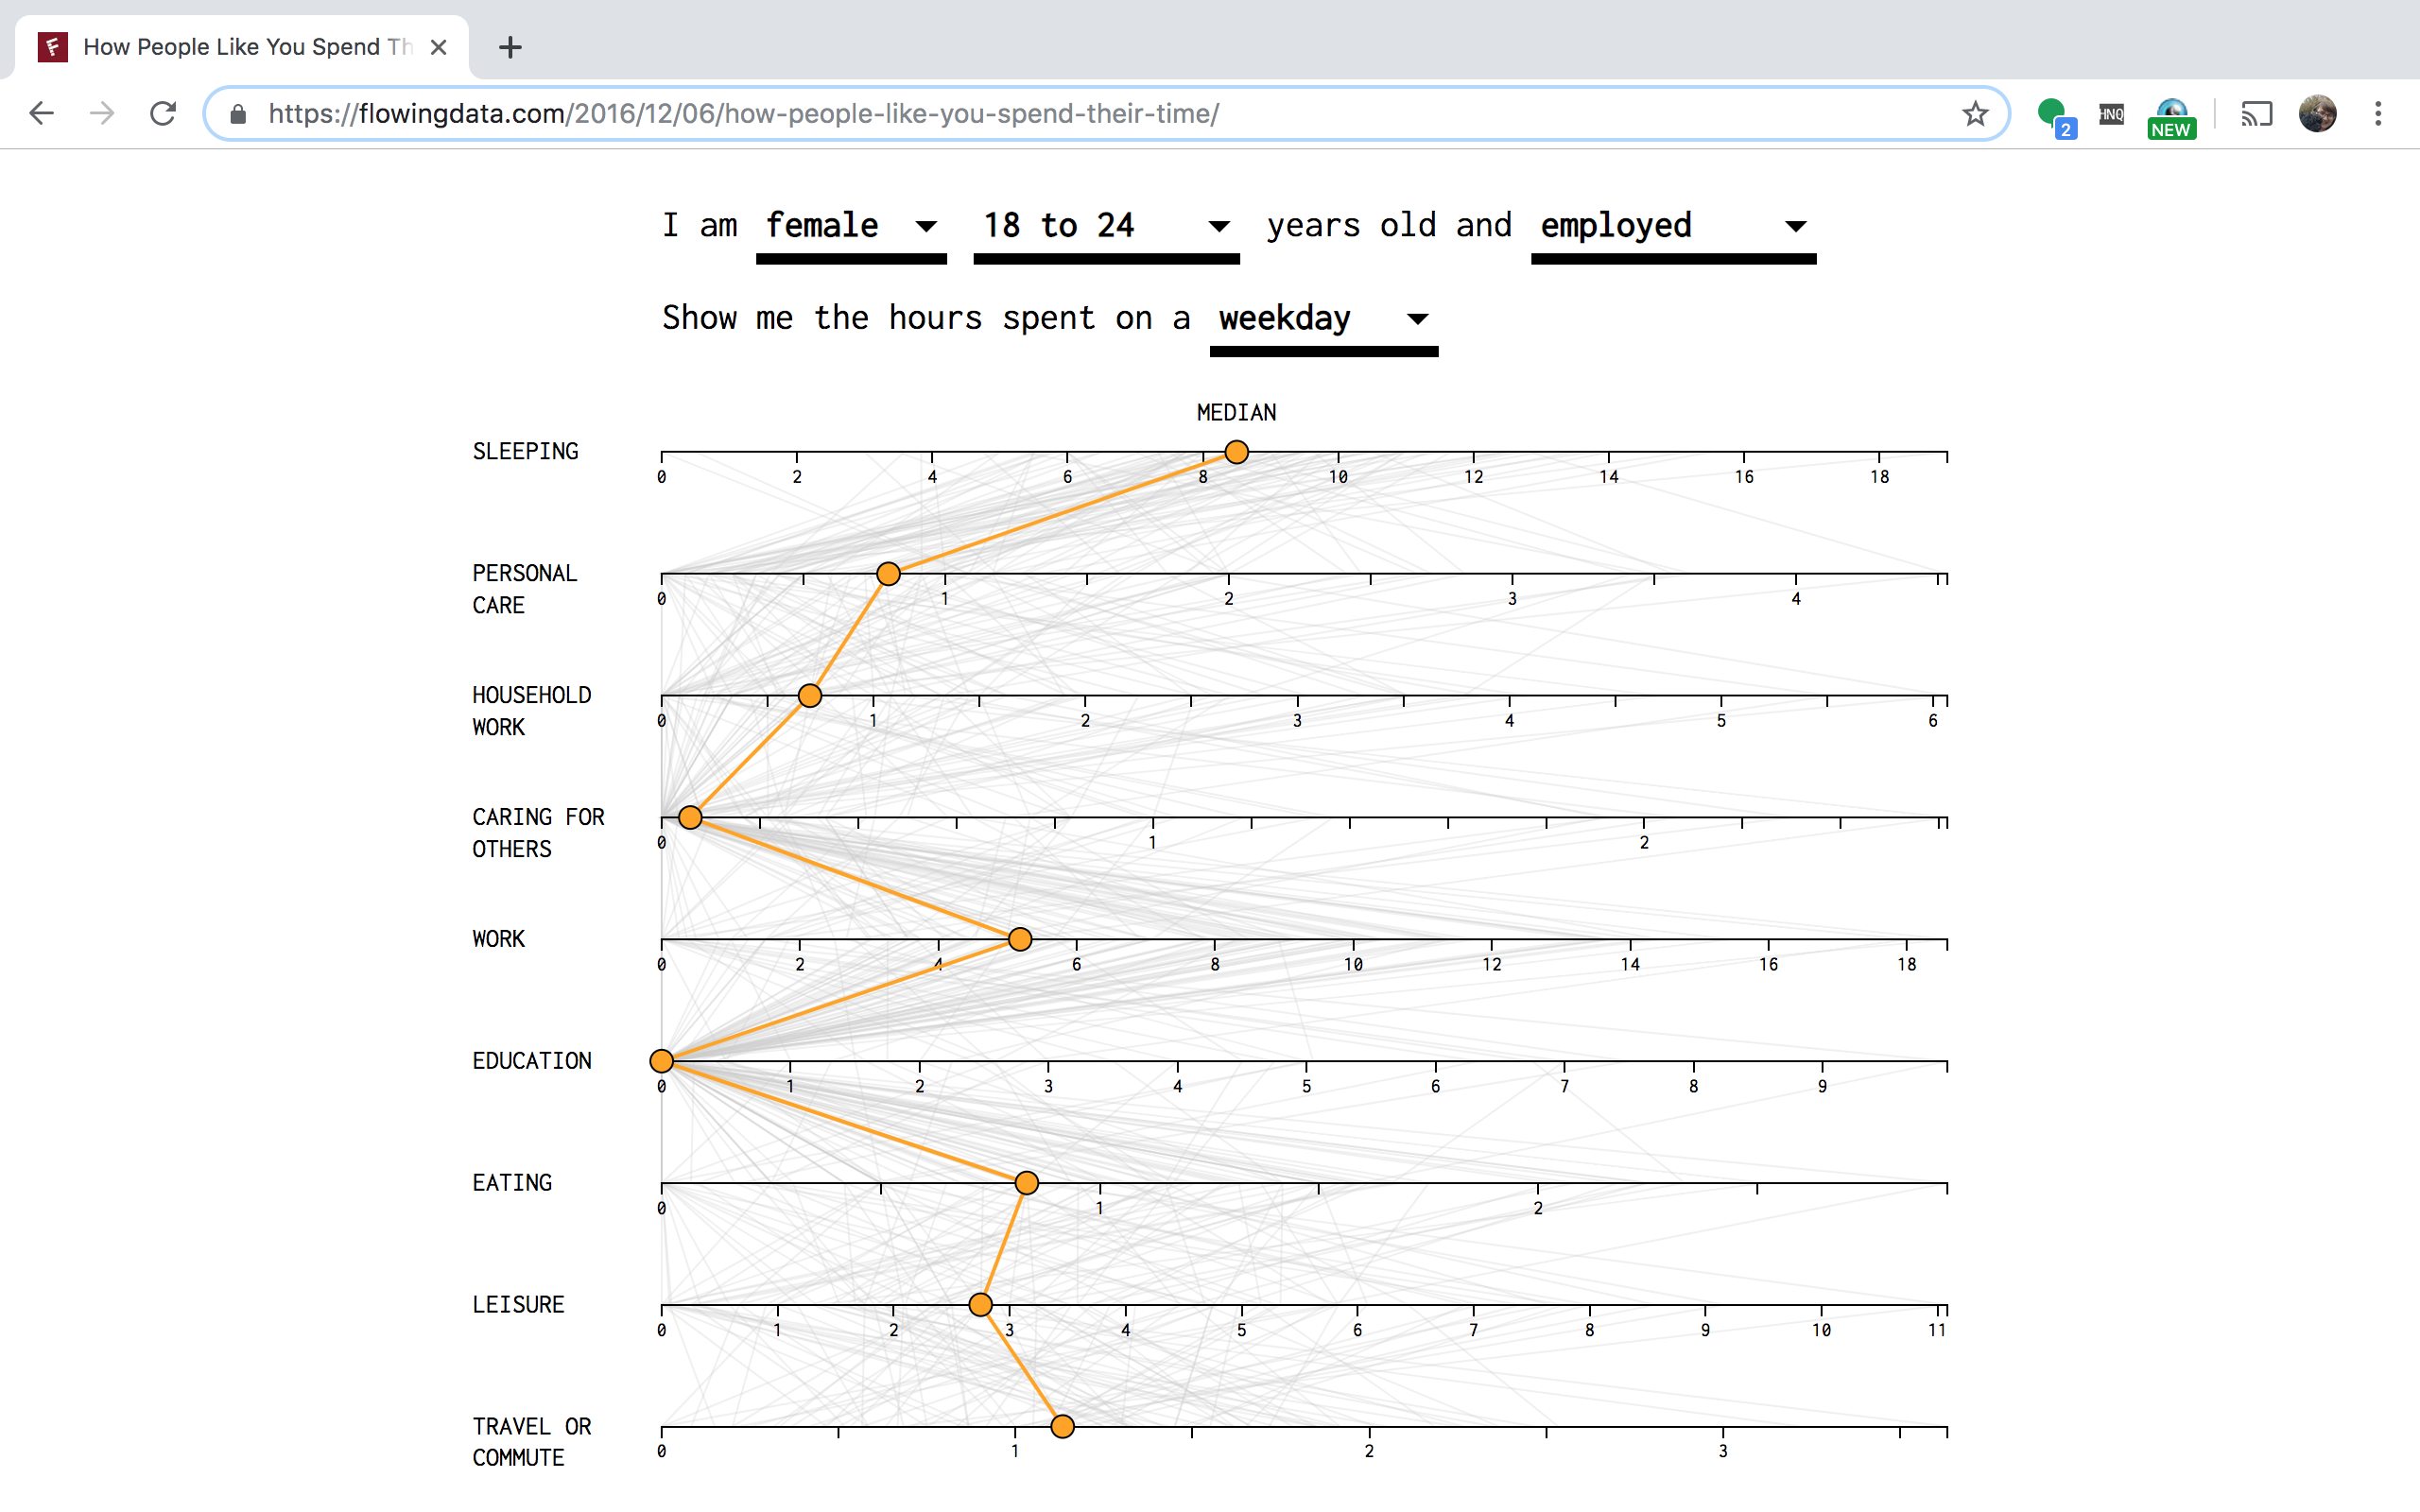 How People Like You Spend Th
https://flowingdata.com/2016/12/06/how-people-like-you-spend-their-time/
2
HNQ
NEW
I am female 18 to 24 years old and employed
Show me the hours spent on a weekday
MEDIAN
SLEEPING
0 2 4 6 8 10 12 14 16 18
PERSONAL
CARE
0 1 2 3 4
HOUSEHOLD
WORK
0 1 2 3 4 5 6
CARING FOR
OTHERS
0 1 2
WORK
0 2 4 6 8 10 12 14 16 18
EDUCATION
0 1 2 3 4 5 6 7 8 9
EATING
0 1 2
LEISURE
0 1 2 3 4 5 6 7 8 9 10 11
TRAVEL OR
COMMUTE
0 1 2 3